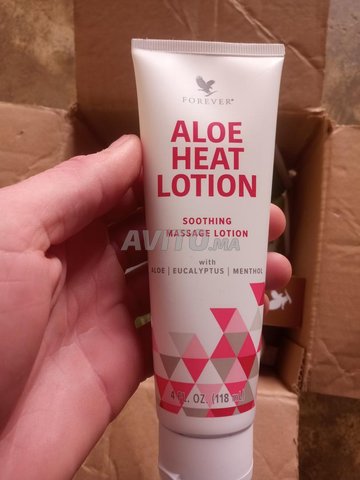 FOREVER®
ALOE
HEAT
LOTION
SOOTHING
MASSAGE LOTION
AVITO.MA
with
ALOE | EUCALYPTUS | MENTHOL
4 FL. OZ. (118 mL)